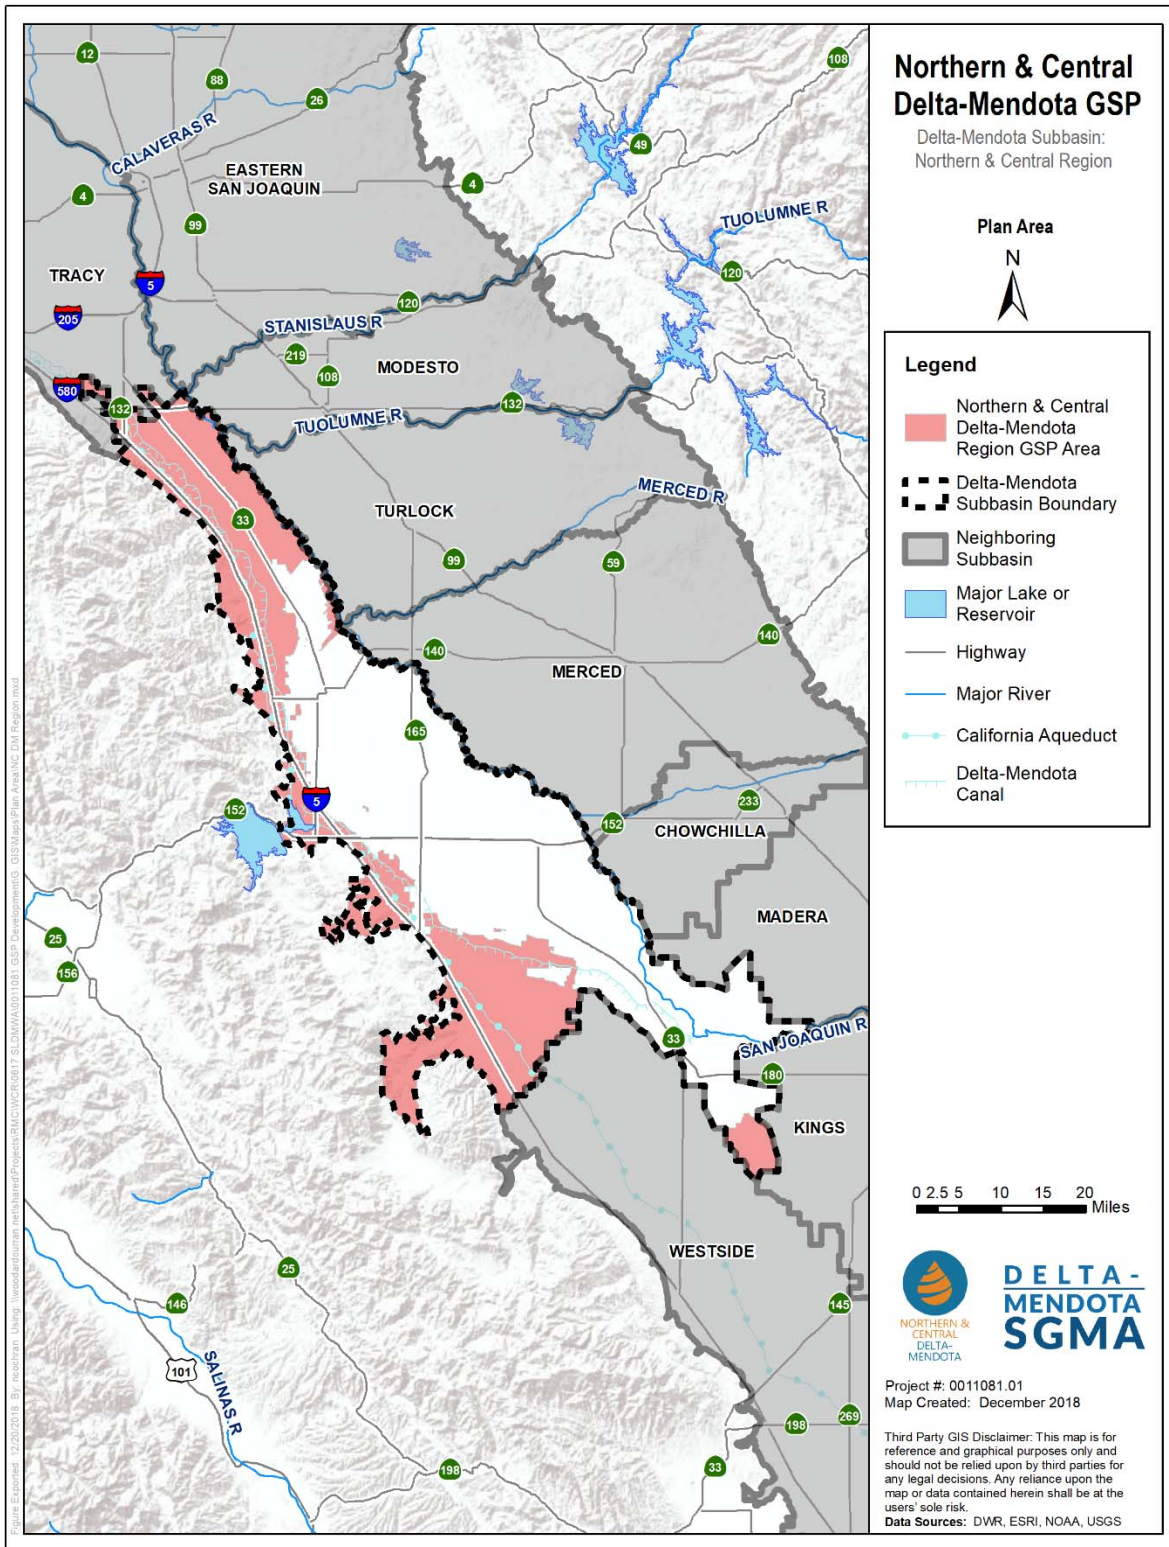 Northern & Central
Delta-Mendota GSP
Delta-Mendota Subbasin:
Northern & Central Region
Plan Area
N
Legend
Northern & Central
Delta-Mendota
Region GSP Area
Delta-Mendota
Subbasin Boundary
Neighboring
Subbasin
Major Lake or
Reservoir
Highway
Major River
California Aqueduct
Delta-Mendota
Canal
0 2.5 5 10 15 20
Miles
NORTHERN &
CENTRAL
DELTA-
MENDOTA
DELTA-
MENDOTA
SGMA
Project #: 0011081.01
Map Created: December 2018
Third Party GIS Disclaimer: This map is for
reference and graphical purposes only and
should not be relied upon by third parties for
any legal decisions. Any reliance upon the
map or data contained herein shall be at the
users' sole risk.
Data Sources: DWR, ESRI, NOAA, USGS
12
88
108
26
CALAVERAS R
49
EASTERN
SAN JOAQUIN
4
4
99
TUOLUMNE R
TRACY
5
120
205
120
STANISLAUS R
219
MODESTO
108
580
132
132
TUOLUMNE R
MERCED R
TURLOCK
33
99
59
140
140
MERCED
165
5
152
233
152
CHOWCHILLA
MADERA
25
156
33
SAN JOAQUIN R
180
KINGS
WESTSIDE
25
146
145
SALINAS R
101
269
198
33
198